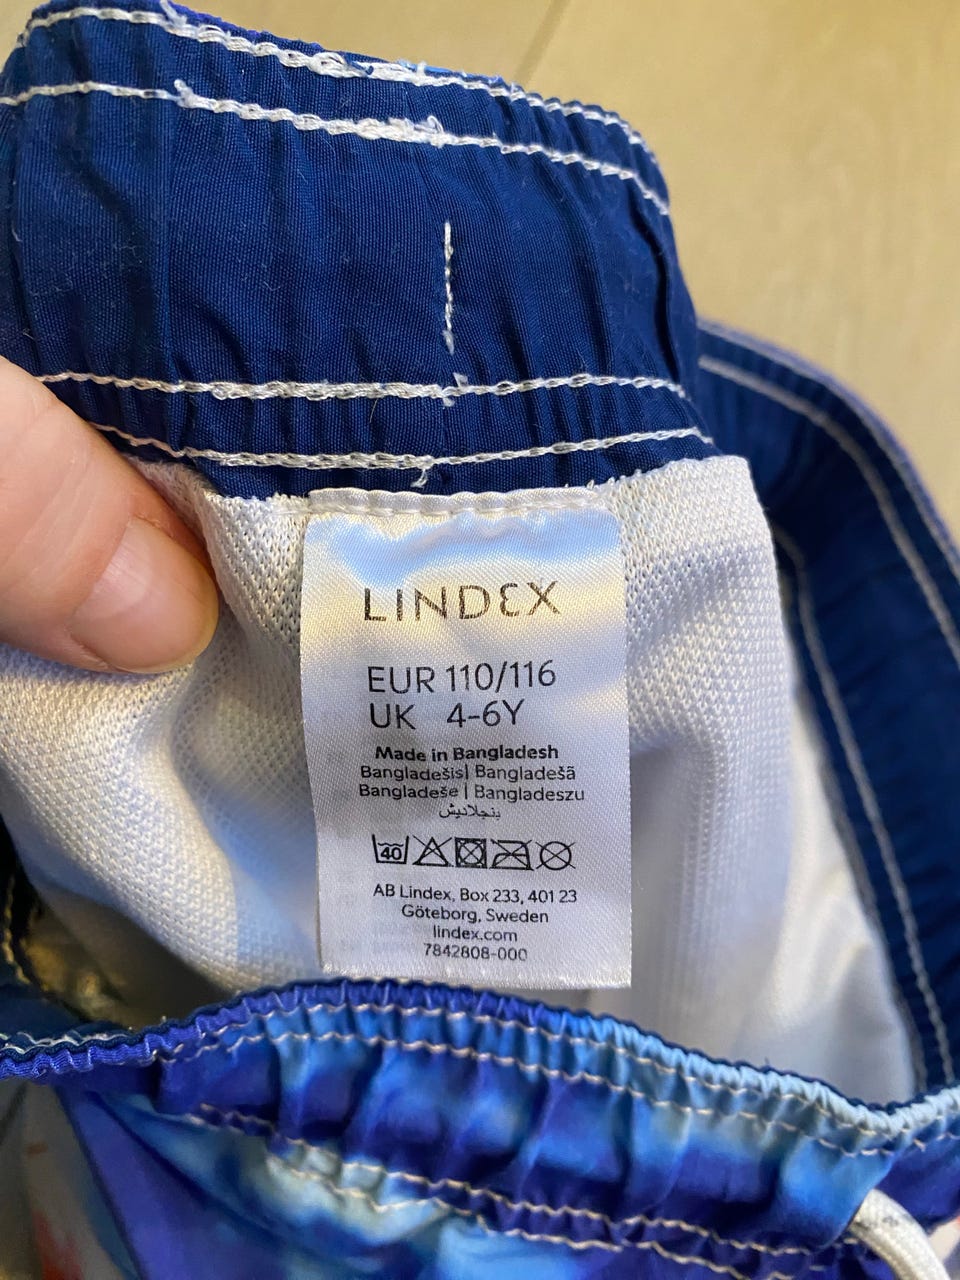 LINDEX
EUR 110/116
UK 4-6Y
Made in Bangladesh
Bangladešis| Bangladešā
Bangladeše | Bangladeszu
بنجلاديش
40
AB Lindex, Box 233, 401 23
Göteborg, Sweden
lindex.com
7842808-000